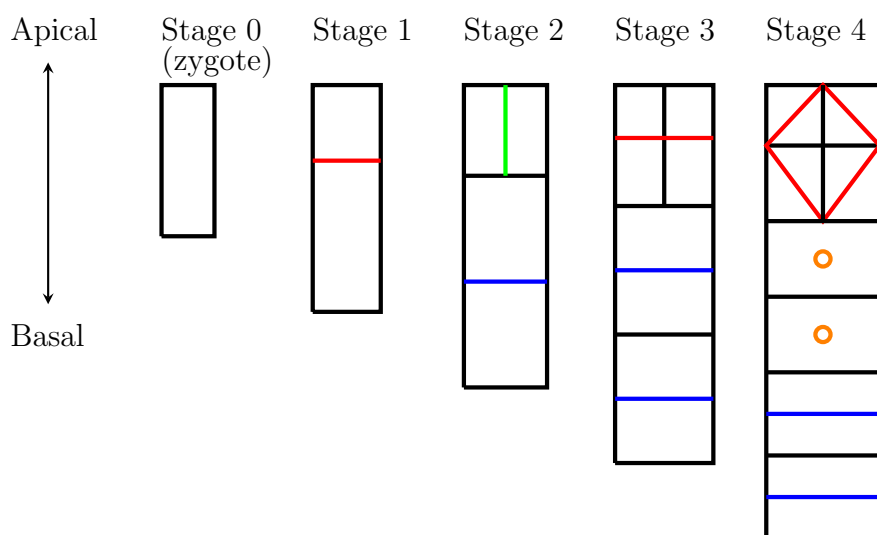 Apical
Stage 0
(zygote)
Stage 1
Stage 2
Stage 3
Stage 4
Basal